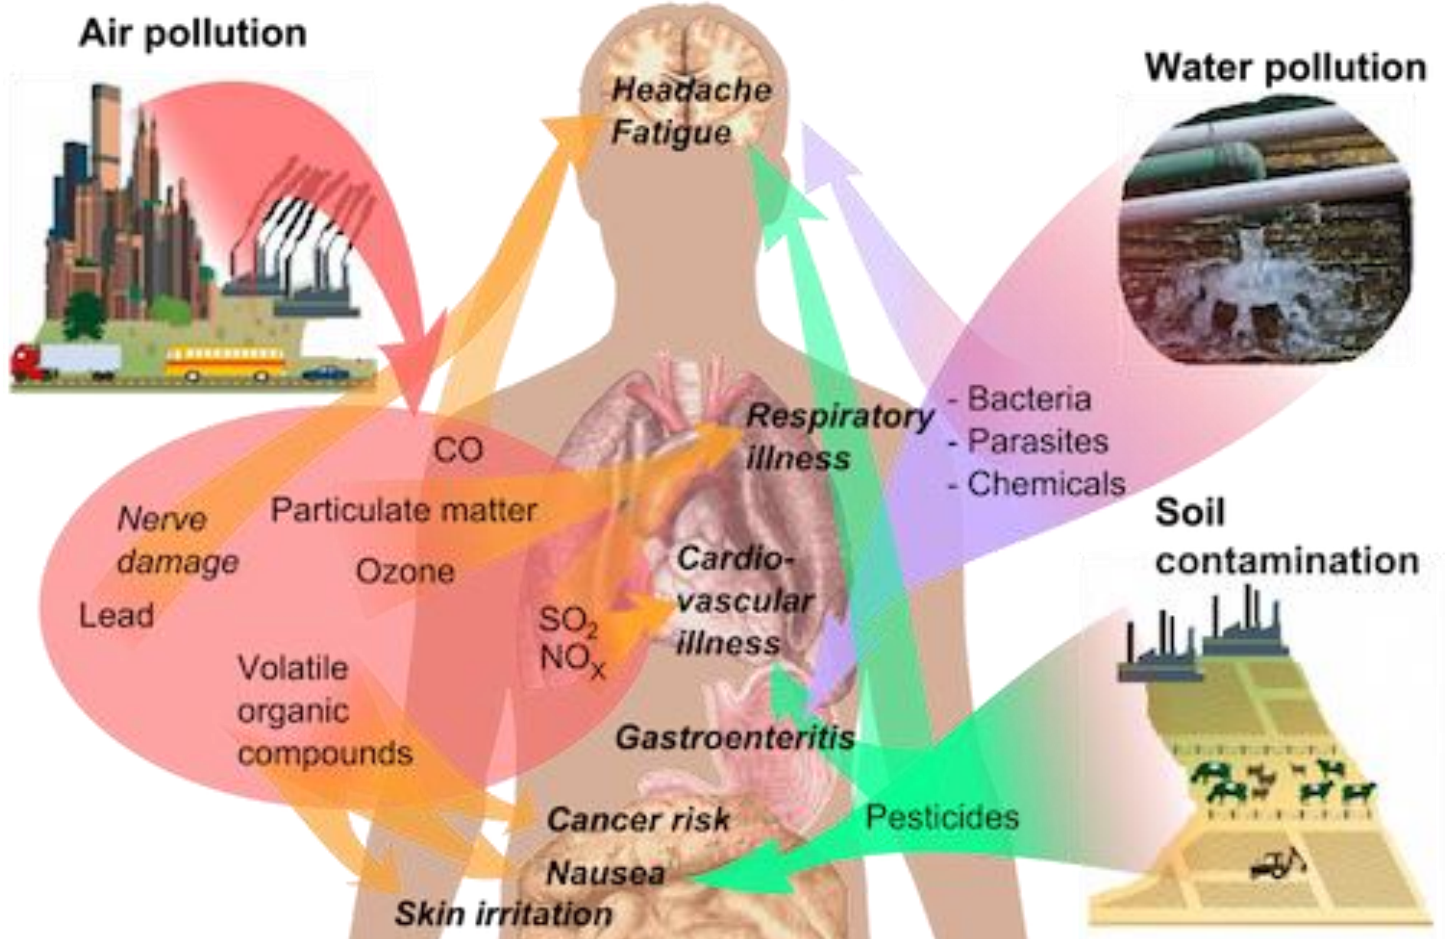 Air pollution
Water pollution
Headache
Fatigue
Respiratory
illness
- Bacteria
- Parasites
- Chemicals
CO
Particulate matter
Nerve
damage
Ozone
Lead
SO2
NOX
Cardio-
vascular
illness
Soil
contamination
Volatile
organic
compounds
Gastroenteritis
Pesticides
Cancer risk
Nausea
Skin irritation